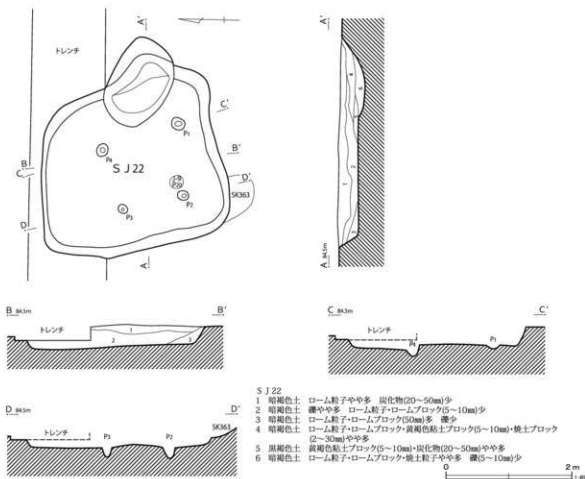 トレンチ
A'
A'
C'
P1
B'
P4
S J 22
D'
B
C
P2
SK363
P3
D
A
A 84.5m
1
2
3
4
5
6
B 84.5m
B'
トレンチ
1
2
3
C 84.5m
C'
トレンチ
P4
P1
D 84.5m
D'
トレンチ
P3
P2
SK363
S J 22
1 暗褐色土 ローム粒子やや多 炭化物(20~50㎜)少
2 暗褐色土 礫やや多 ローム粒子・ロームブロック(5~10㎜)少
3 暗褐色土 ローム粒子・ロームブロック(50㎜)多 礫少
4 暗褐色土 ローム粒子・ロームブロック・黄褐色粘土ブロック(5~10㎜)・焼土ブロック
(2~30㎜)やや多
5 黒褐色土 黄褐色粘土ブロック(5~10㎜)・炭化物(20~50㎜)やや多
6 暗褐色土 ローム粒子・ロームブロック・焼土粒子やや多 礫(5~10㎜)少
0 2m